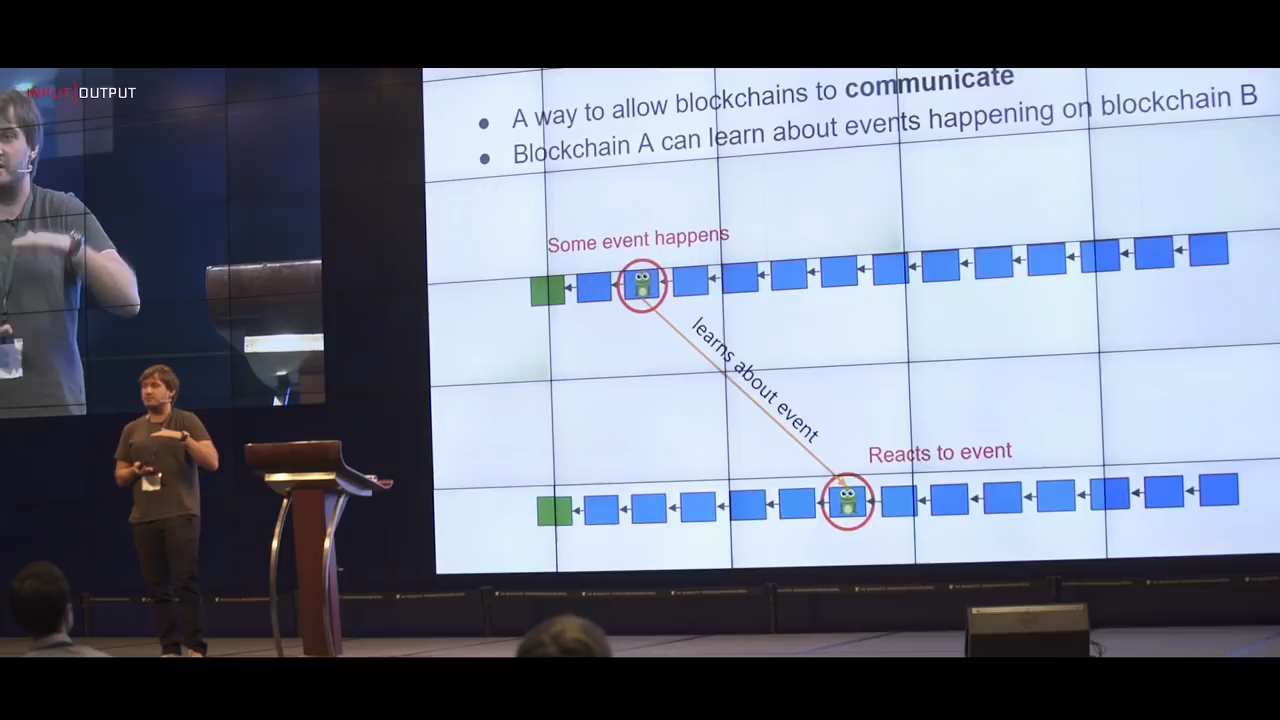 INPUT|OUTPUT
A way to allow blockchains to communicate
Blockchain A can learn about events happening on blockchain B
Some event happens
learns about event
Reacts to event